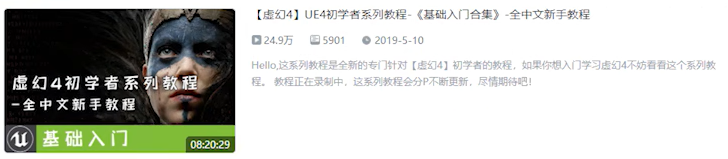 【虚幻4】UE4初学者系列教程-《基础入门合集》-全中文新手教程
24.9万 5901 2019-5-10
Hello,这系列教程是全新的专门针对【虚幻4】初学者的教程，如果你想入门学习虚幻4不妨看看这个系列的教
程。 教程正在录制中，这系列教程会分P不断更新，尽情期待吧！
虚幻4初学者系列教程
-全中文新手教程
基础入门
08:20:29